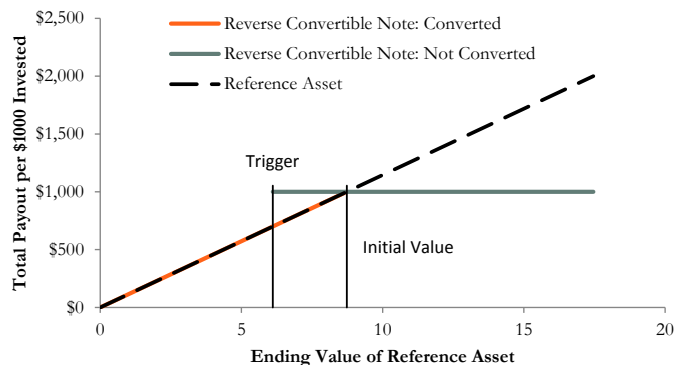 $2,500
$2,000
$1,500
$1,000
$500
$0
Total Payout per $1000 Invested
Reverse Convertible Note: Converted
Reverse Convertible Note: Not Converted
Reference Asset
Trigger
Initial Value
0 5 10 15 20
Ending Value of Reference Asset